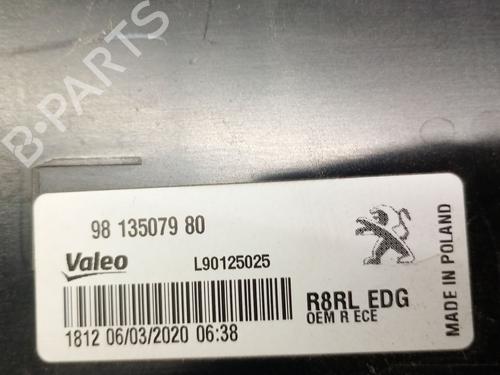 B-PARTS
98 135079 80
Valeo
L90125025
R8RL EDG
OEM R ECE
1812 06/03/2020 06:38
MADE IN POLAND